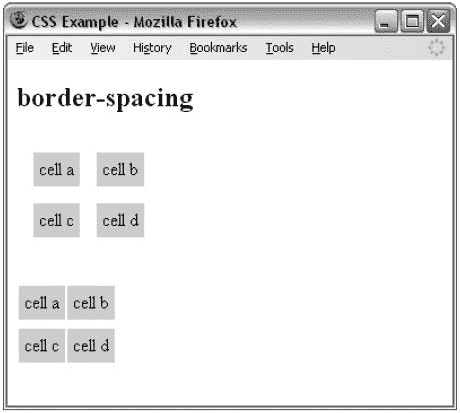 CSS Example - Mozilla Firefox
File Edit View History Bookmarks Tools Help
border-spacing
cell a cell b
cell c cell d
cell a cell b
cell c cell d